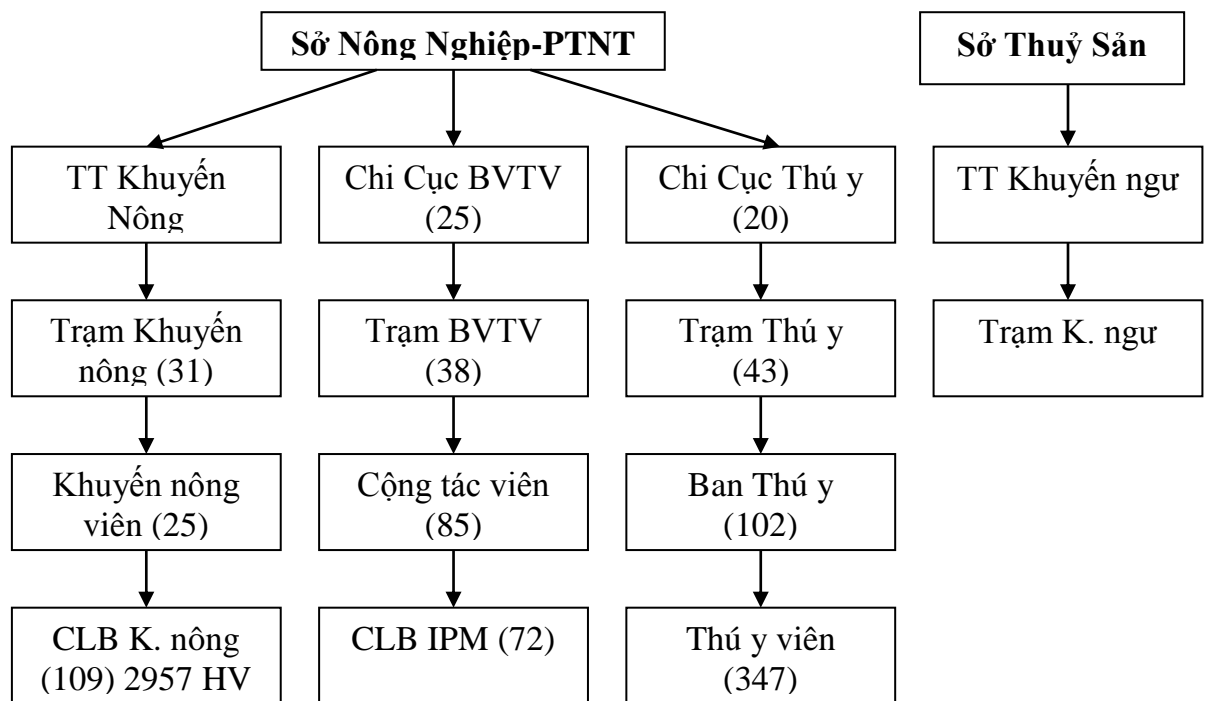 Sở Nông Nghiệp-PTNT
Sở Thuỷ Sản
TT Khuyến
Nông
Chi Cục BVTV
(25)
Chi Cục Thú y
(20)
TT Khuyến ngư
Trạm Khuyến
nông (31)
Trạm BVTV
(38)
Trạm Thú y
(43)
Trạm K. ngư
Khuyến nông
viên (25)
Cộng tác viên
(85)
Ban Thú y
(102)
CLB K. nông
(109) 2957 HV
CLB IPM (72)
Thú y viên
(347)